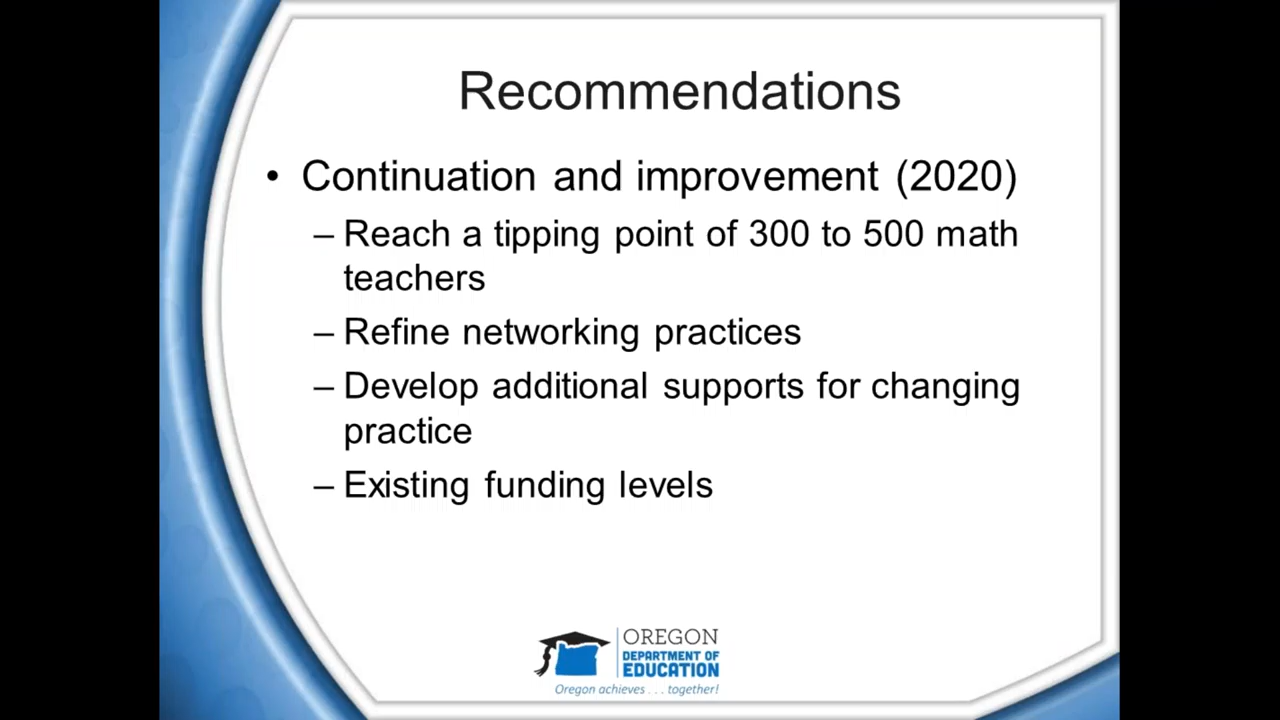 Recommendations
• Continuation and improvement (2020)
– Reach a tipping point of 300 to 500 math
teachers
– Refine networking practices
– Develop additional supports for changing
practice
– Existing funding levels
OREGON
DEPARTMENT OF
EDUCATION
Oregon achieves . . . together!